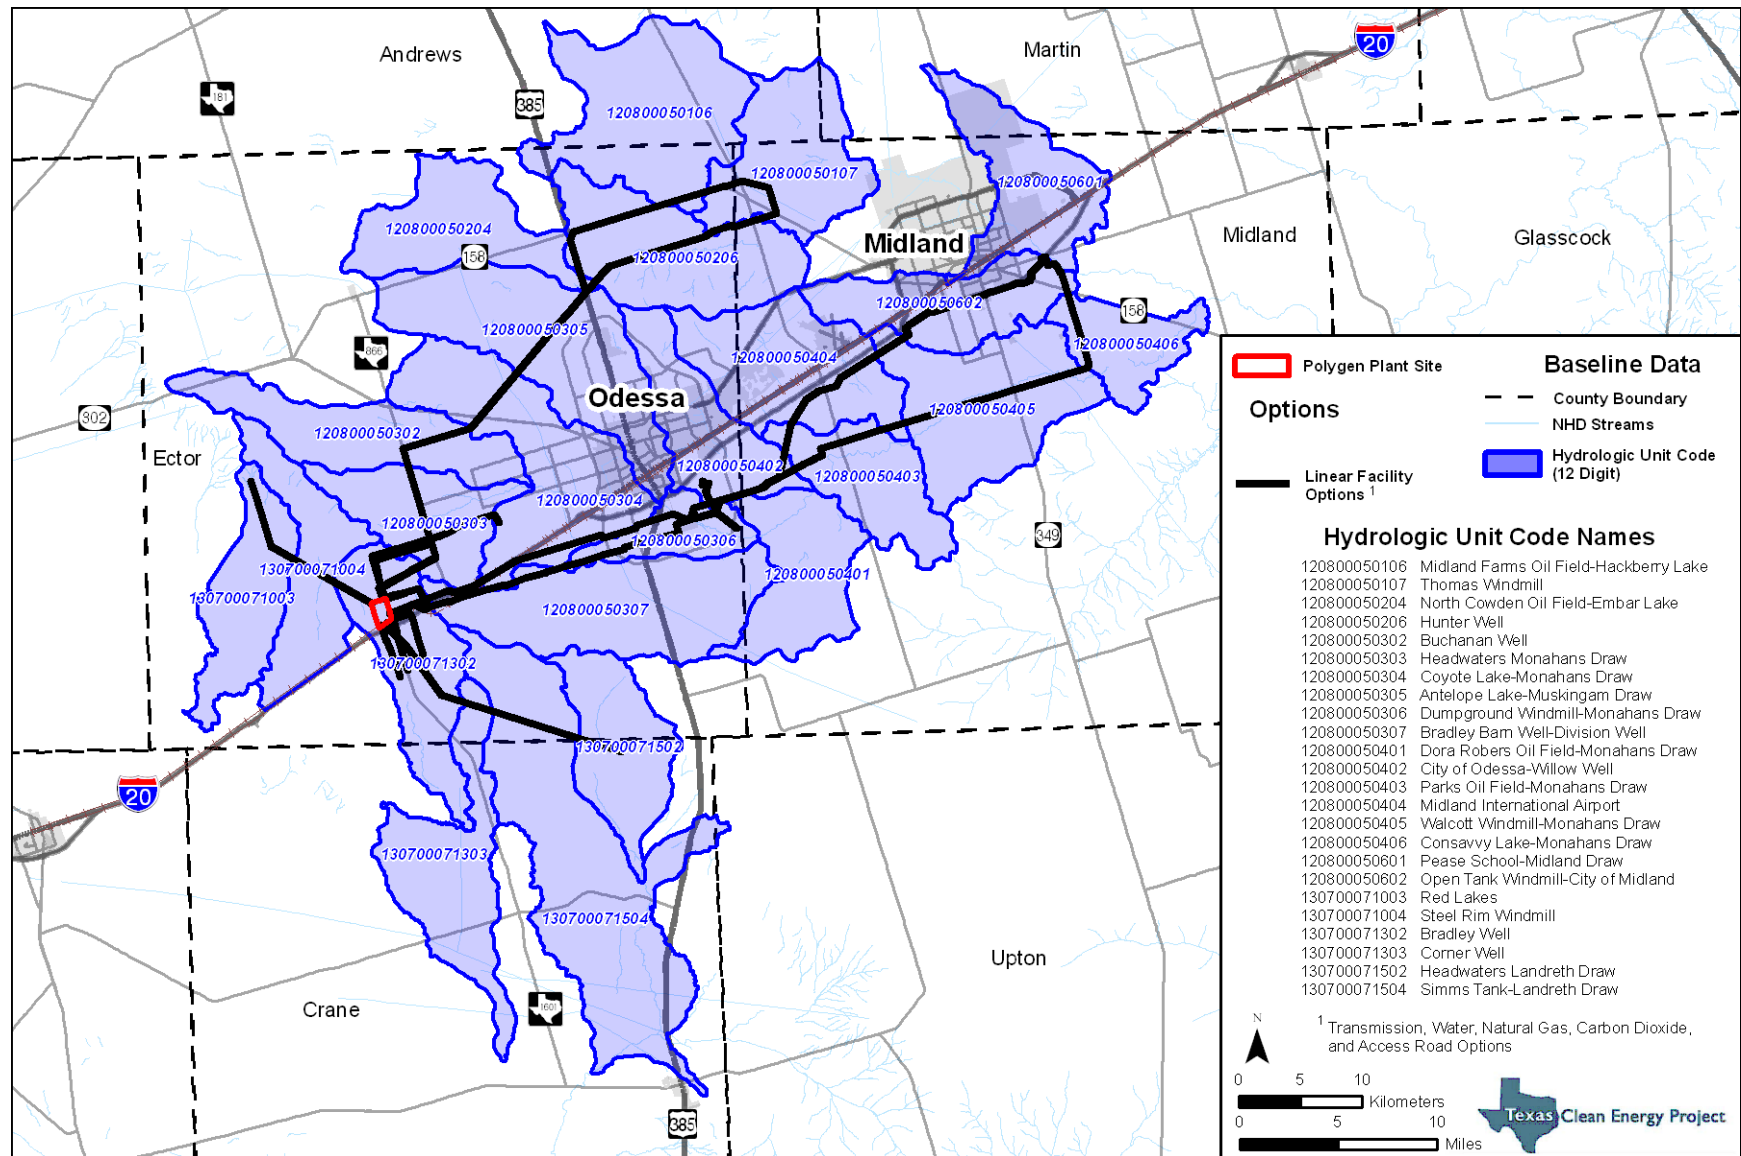 Andrews
Martin
20
181
385
120800050106
120800050107
120800050601
120800050204
158
120800050206
Midland
Midland
Glasscock
120800050305
120800050602
158
866
120800050404
120800050406
Odessa
302
120800050405
120800050302
Ector
120800050402
120800050403
120800050304
120800050303
349
120800050306
130700071004
120800050401
130700071003
120800050307
130700071302
130700071502
20
130700071303
130700071504
Upton
Crane
1601
385
Polygen Plant Site
Options
Linear Facility
Options 1
Baseline Data
County Boundary
NHD Streams
Hydrologic Unit Code
(12 Digit)
Hydrologic Unit Code Names
120800050106 Midland Farms Oil Field-Hackberry Lake
120800050107 Thomas Windmill
120800050204 North Cowden Oil Field-Embar Lake
120800050206 Hunter Well
120800050302 Buchanan Well
120800050303 Headwaters Monahans Draw
120800050304 Coyote Lake-Monahans Draw
120800050305 Antelope Lake-Muskingam Draw
120800050306 Dumpground Windmill-Monahans Draw
120800050307 Bradley Barn Well-Division Well
120800050401 Dora Robers Oil Field-Monahans Draw
120800050402 City of Odessa-Willow Well
120800050403 Parks Oil Field-Monahans Draw
120800050404 Midland International Airport
120800050405 Walcott Windmill-Monahans Draw
120800050406 Consavvy Lake-Monahans Draw
120800050601 Pease School-Midland Draw
120800050602 Open Tank Windmill-City of Midland
130700071003 Red Lakes
130700071004 Steel Rim Windmill
130700071302 Bradley Well
130700071303 Corner Well
130700071502 Headwaters Landreth Draw
130700071504 Simms Tank-Landreth Draw
1 Transmission, Water, Natural Gas, Carbon Dioxide,
and Access Road Options
N
0 5 10
Kilometers
0 5 10
Miles
Texas Clean Energy Project